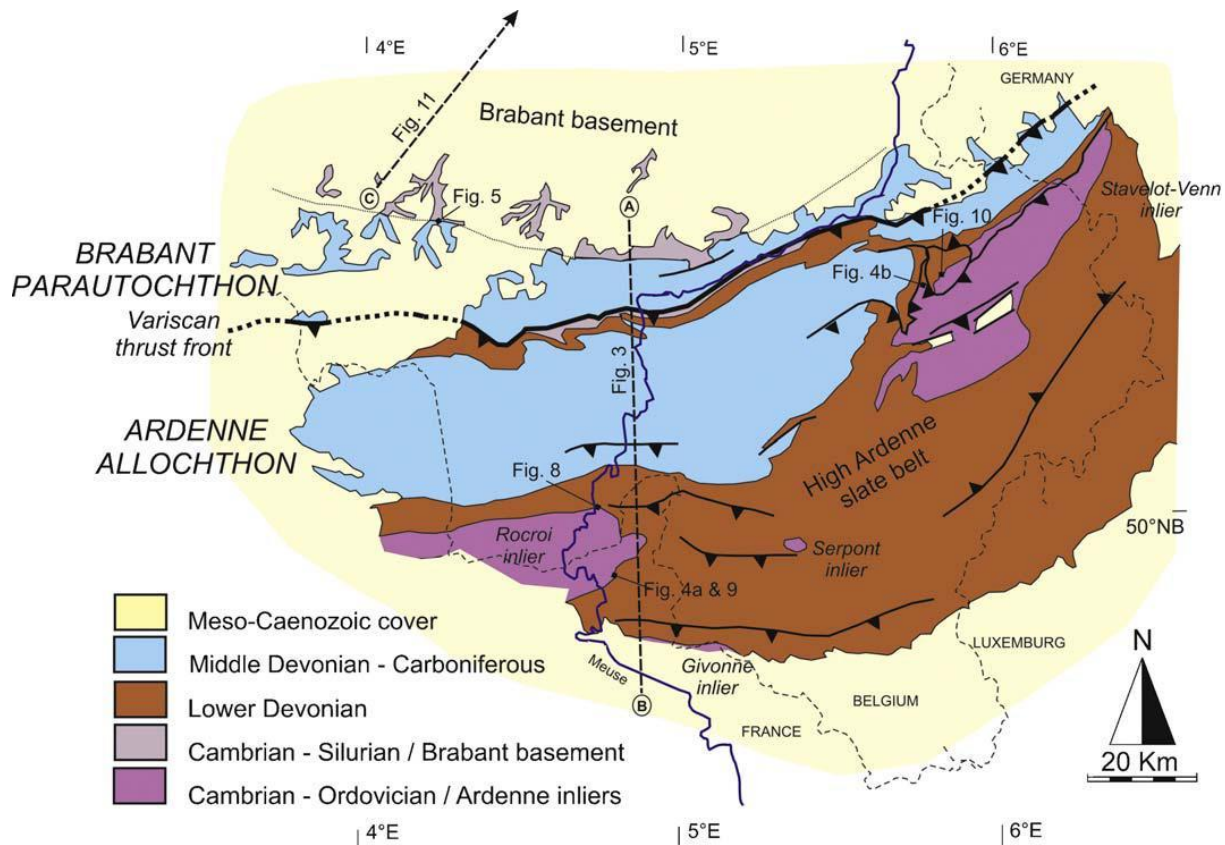 4°E
5°E
6°E
GERMANY
Fig. 11
Brabant basement
C
Fig. 5
A
Stavelot-Venn
inlier
Fig. 10
BRABANT
PARAUTOCHTHON
Fig. 4b
Variscan
thrust front
Fig. 3
ARDENNE
ALLOCHTHON
High Ardenne
slate belt
Fig. 8
50°NB
Rocroi
inlier
Serpont
inlier
Fig. 4a & 9
Meso-Caenozoic cover
Middle Devonian - Carboniferous
Lower Devonian
Cambrian - Silurian / Brabant basement
Cambrian - Ordovician / Ardenne inliers
Meuse
Givonne
inlier
LUXEMBURG
BELGIUM
FRANCE
B
N
20 Km
4°E
5°E
6°E